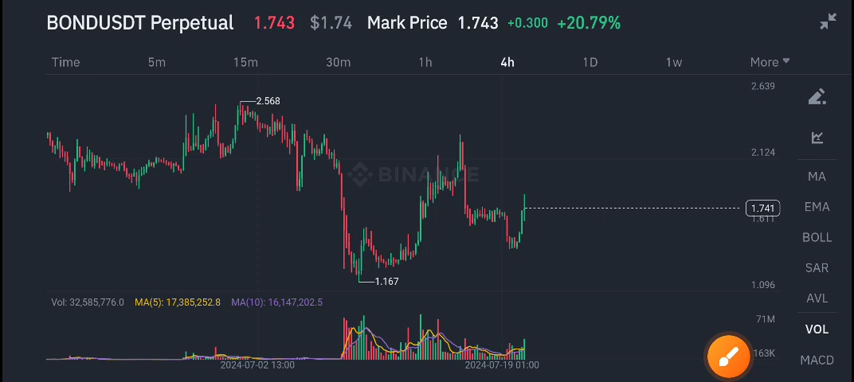 BONDUSDT Perpetual 1.743 $1.74 Mark Price 1.743 +0.300 +20.79%
Time 5m 15m 30m 1h 4h 1D 1w More
2.639
2.568
2.124
BINANCE
MA
1.741
1.611
EMA
BOLL
SAR
1.167
1.096
AVL
Vol: 32,585,776.0 MA(5): 17,385,252.8 MA(10): 16,147,202.5
71M
VOL
163K
MACD
2024-07-02 13:00 2024-07-19 01:00